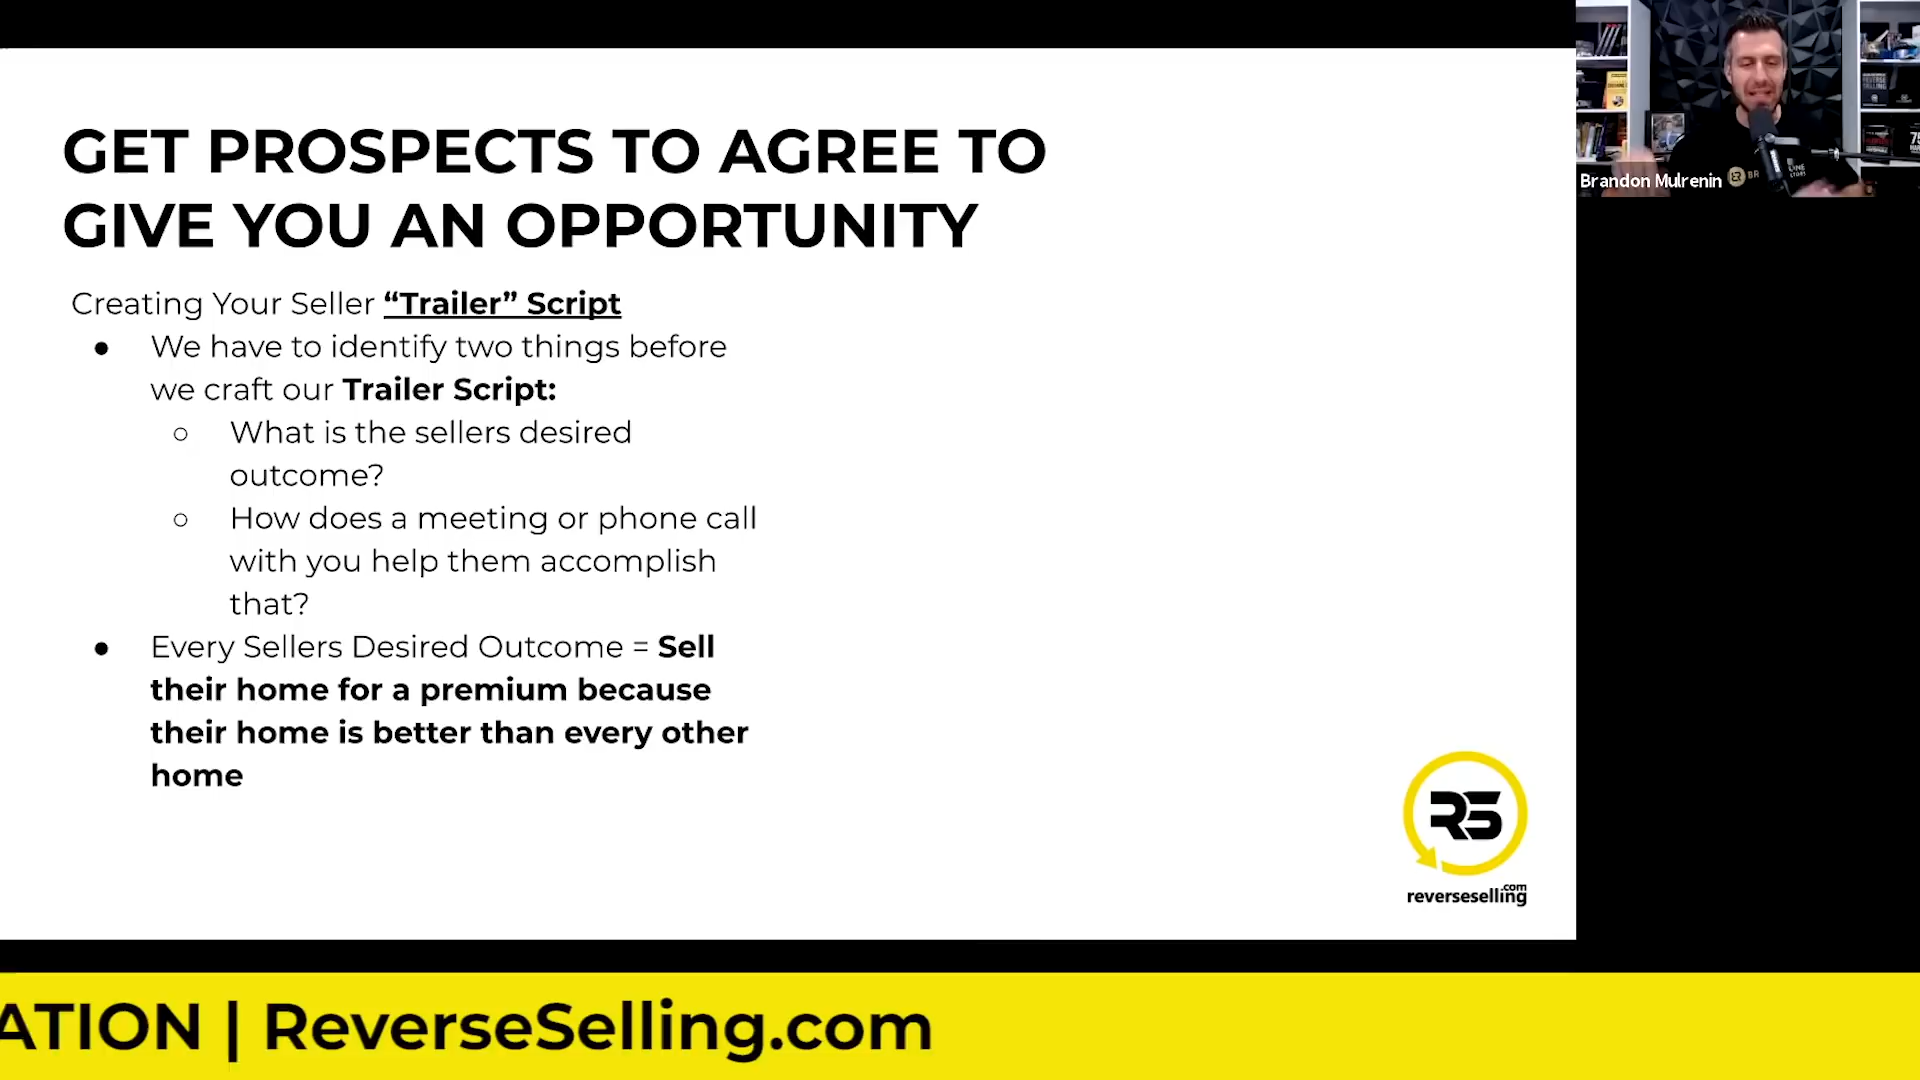 GET PROSPECTS TO AGREE TO
GIVE YOU AN OPPORTUNITY
Creating Your Seller “Trailer” Script
● We have to identify two things before
we craft our Trailer Script:
○ What is the sellers desired
outcome?
○ How does a meeting or phone call
with you help them accomplish
that?
● Every Sellers Desired Outcome = Sell
their home for a premium because
their home is better than every other
home
RS
reverseselling.com
Brandon Mulrenin
ATION | ReverseSelling.com